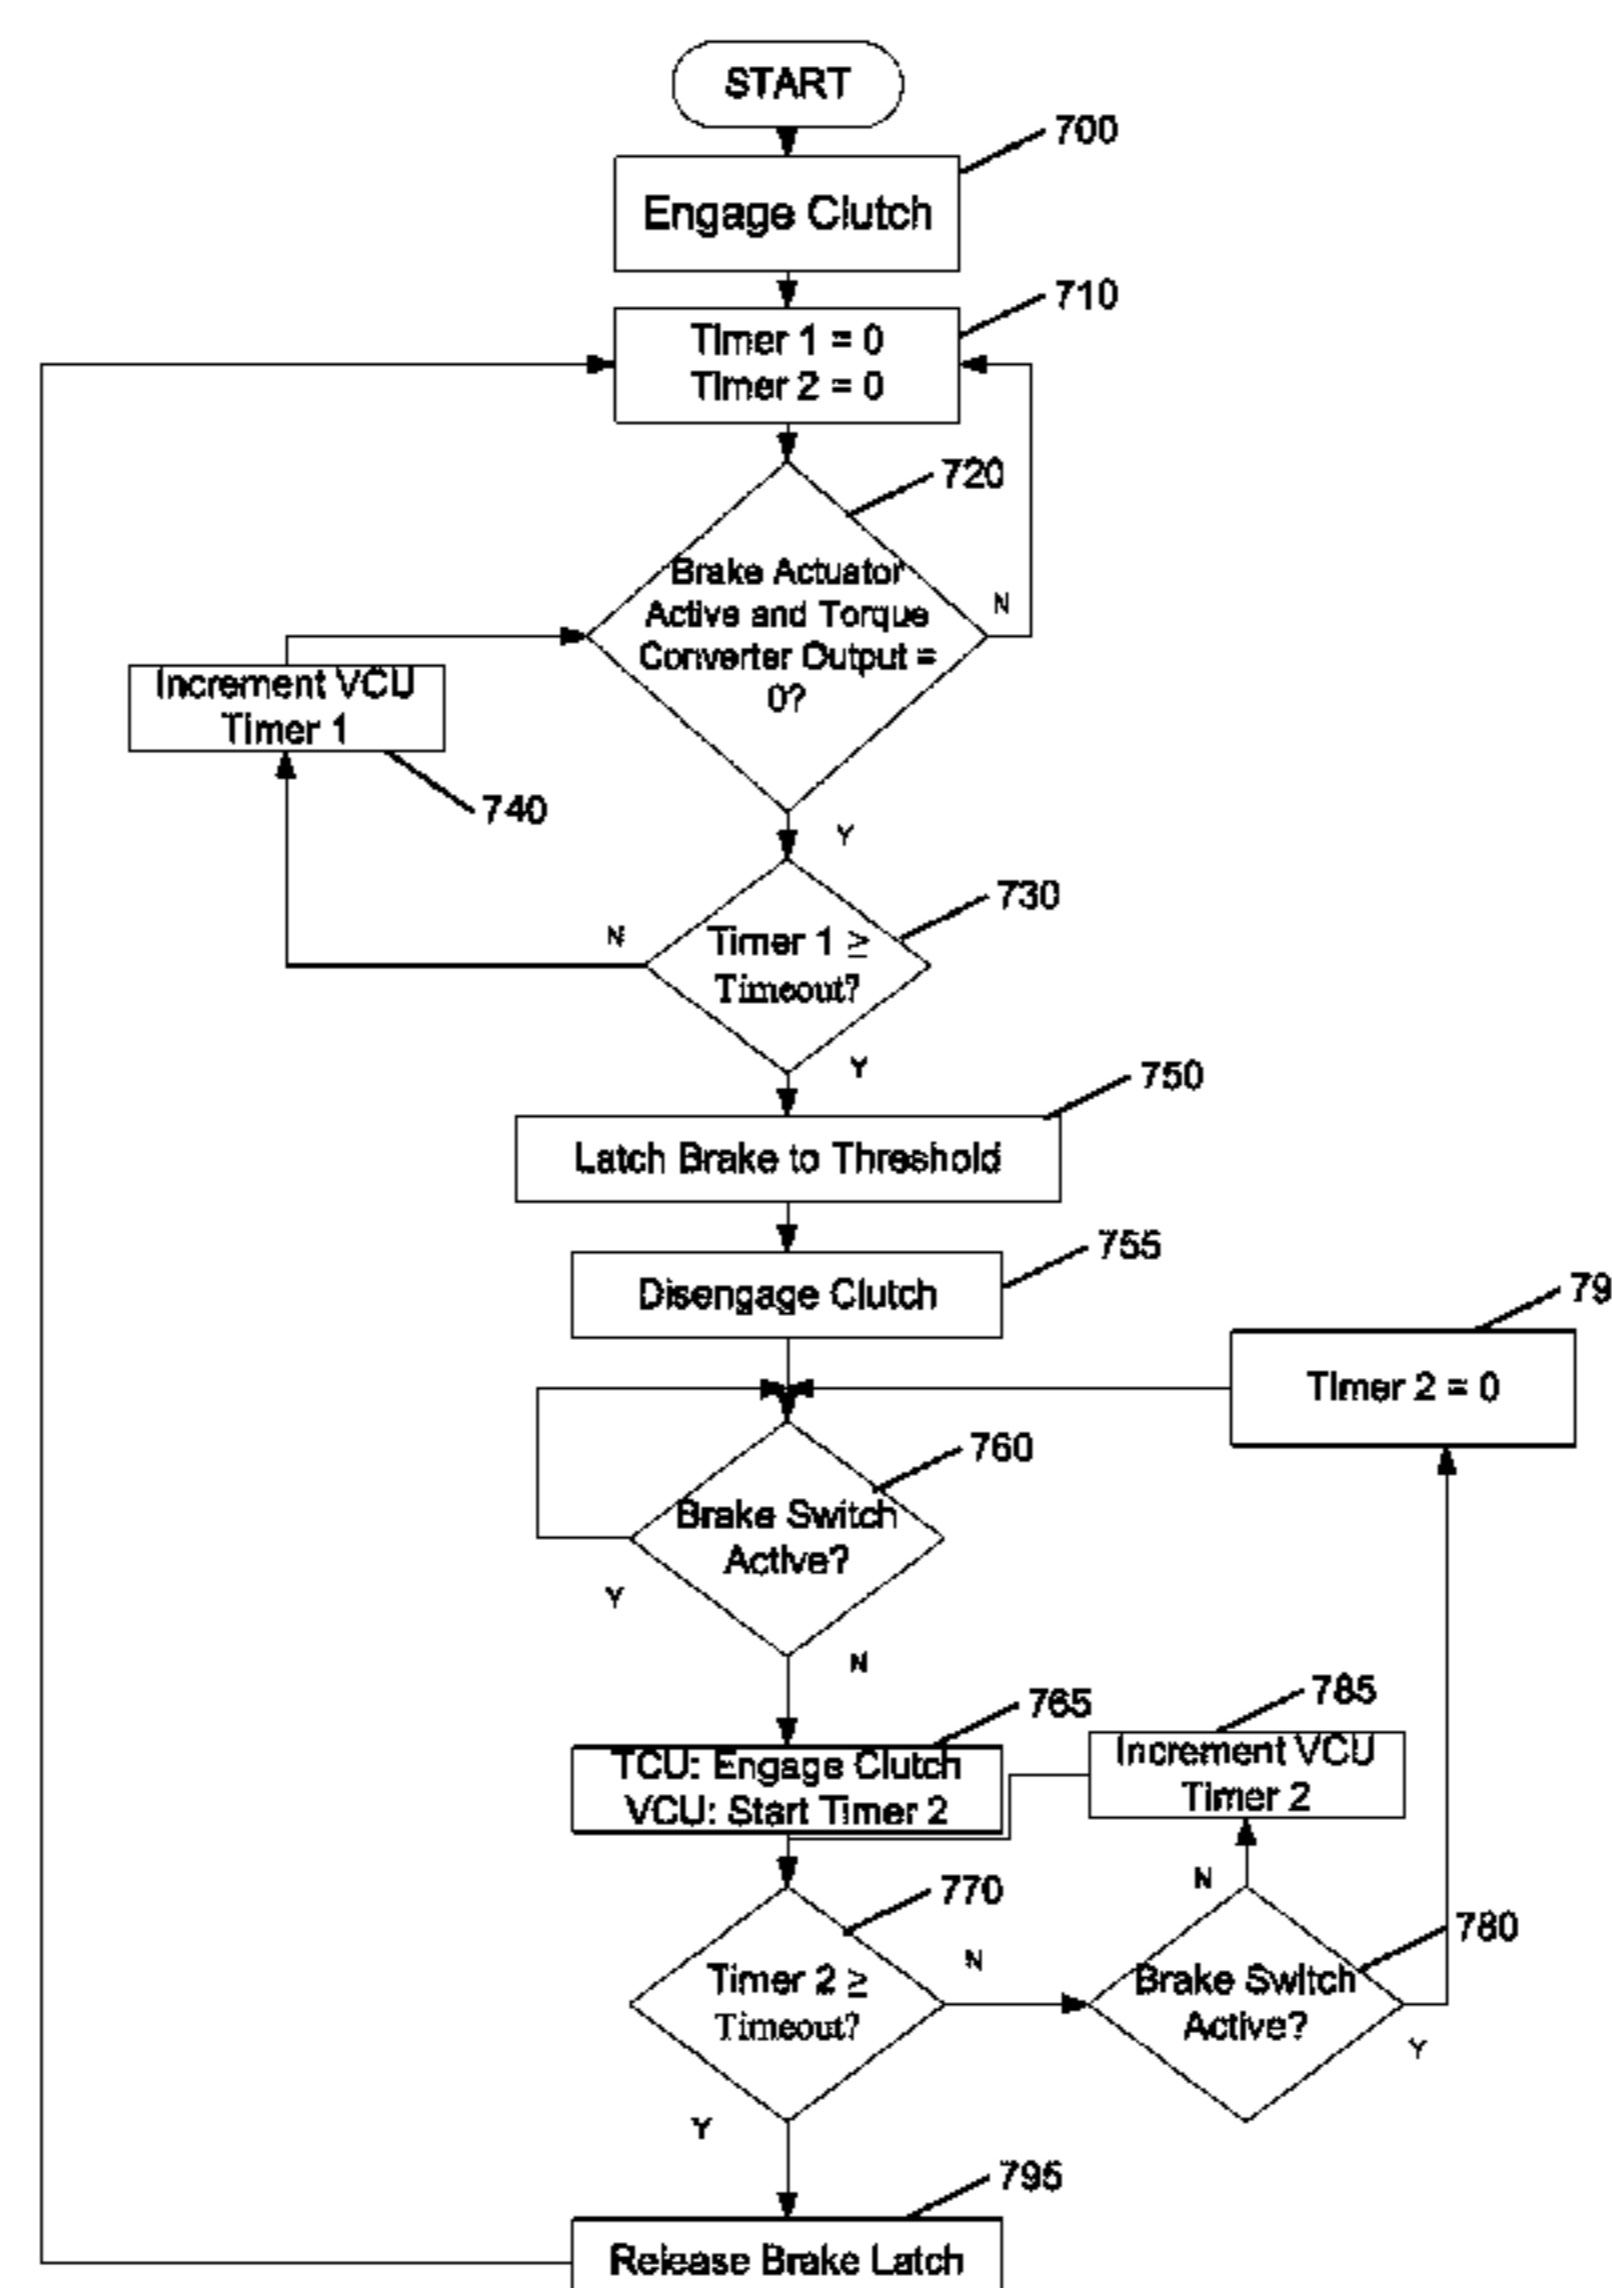 START
700
Engage Clutch
710
Timer 1 = 0
Timer 2 = 0
720
Brake Actuator
Active and Torque
Converter Output =
0?
N
Increment VCU
Timer 1
740
Y
730
N
Timer 1 ≥
Timeout?
Y
750
Latch Brake to Threshold
755
Disengage Clutch
79
Timer 2 = 0
760
Brake Switch
Active?
Y
N
765
TCU: Engage Clutch
VCU: Start Timer 2
785
Increment VCU
Timer 2
770
N
780
Timer 2 ≥
Timeout?
N
Brake Switch
Active?
Y
Y
795
Release Brake Latch